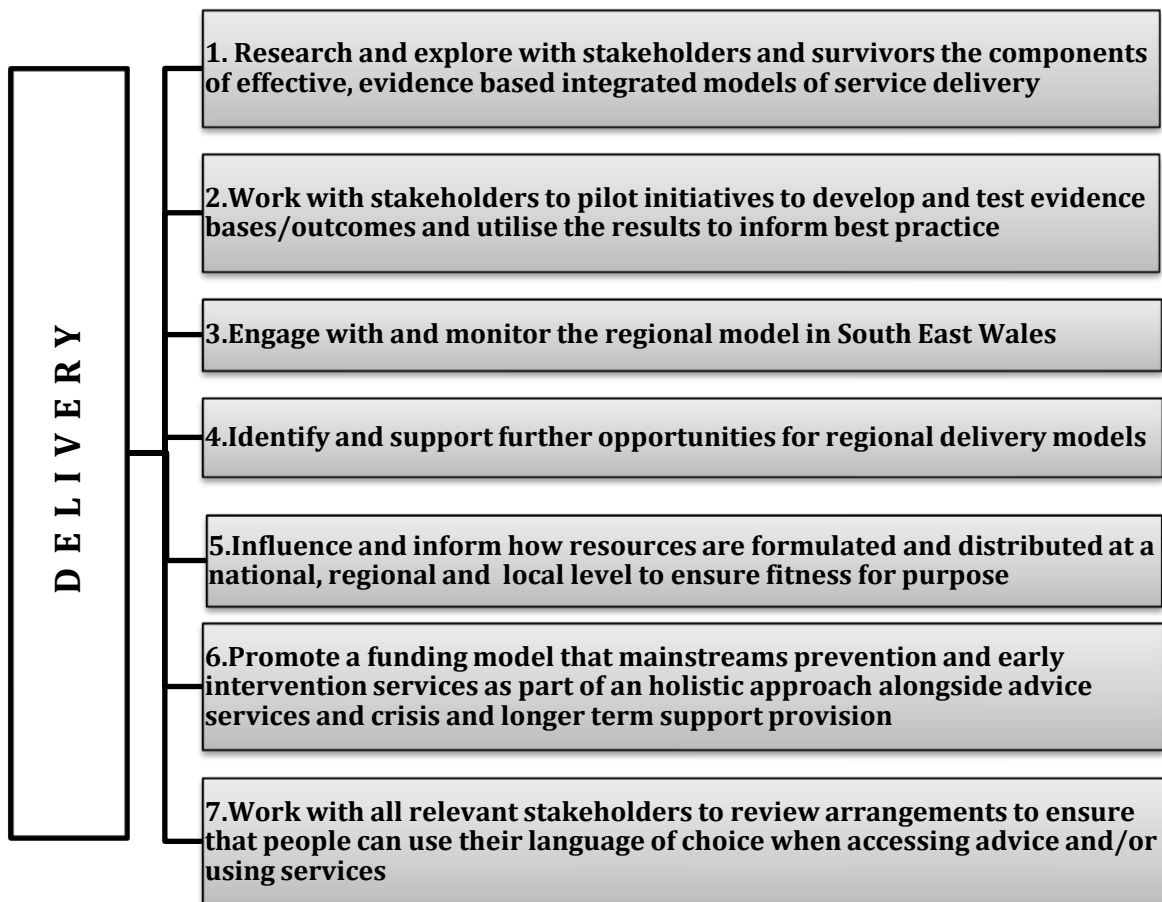 DELIVERY
1. Research and explore with stakeholders and survivors the components
of effective, evidence based integrated models of service delivery
2.Work with stakeholders to pilot initiatives to develop and test evidence
bases/outcomes and utilise the results to inform best practice
3.Engage with and monitor the regional model in South East Wales
4.Identify and support further opportunities for regional delivery models
5.Influence and inform how resources are formulated and distributed at a
national, regional and local level to ensure fitness for purpose
6.Promote a funding model that mainstreams prevention and early
intervention services as part of an holistic approach alongside advice
services and crisis and longer term support provision
7.Work with all relevant stakeholders to review arrangements to ensure
that people can use their language of choice when accessing advice and/or
using services